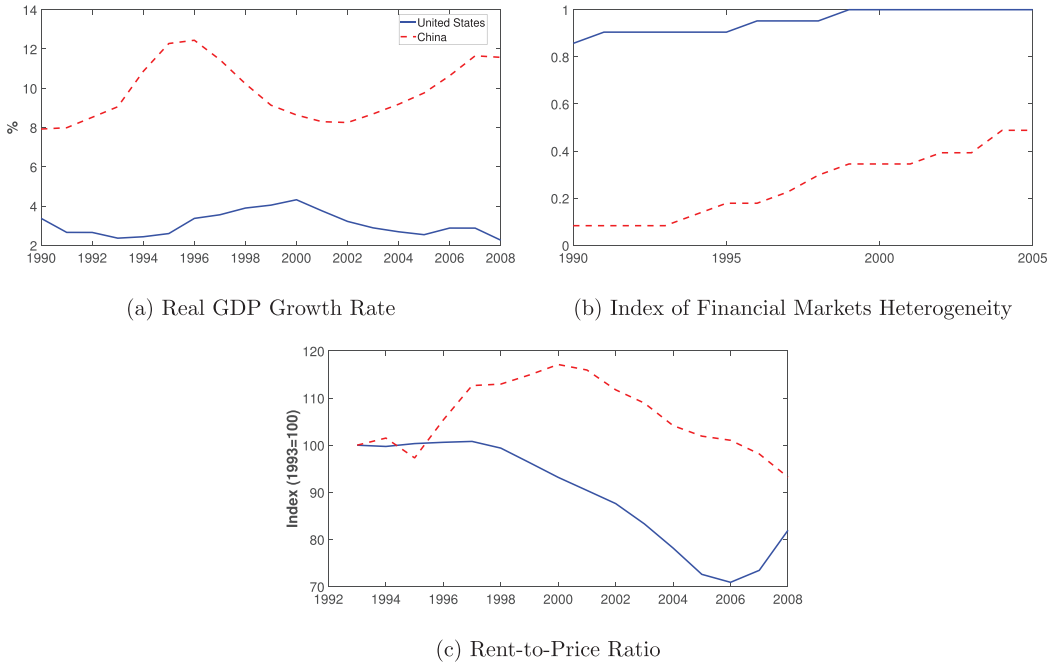 14
12
10
8
6
4
2
%
United States
China
1990 1992 1994 1996 1998 2000 2002 2004 2006 2008
(a) Real GDP Growth Rate
1
0.8
0.6
0.4
0.2
0
1990 1995 2000 2005
(b) Index of Financial Markets Heterogeneity
120
110
100
90
80
70
Index (1993=100)
1992 1994 1996 1998 2000 2002 2004 2006 2008
(c) Rent-to-Price Ratio